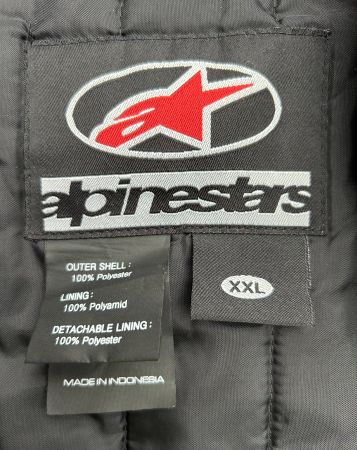 alpinestars
OUTER SHELL:
100% Polyester
LINING:
100% Polyamid
DETACHABLE LINING:
100% Polyester
MADE IN INDONESIA
XXL